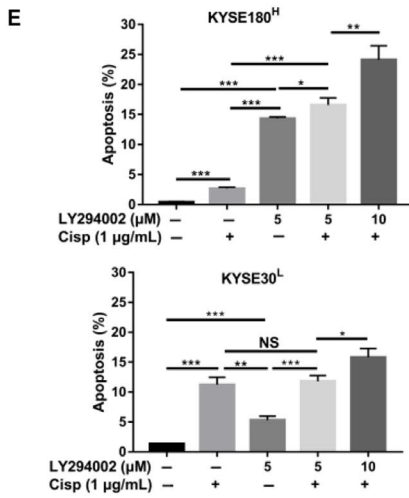 E
KYSE180ᴴ
Apoptosis (%)
30
25
20
15
10
5
0
**
***
*** *
***
***
LY294002 (μM) – – 5 5 10
Cisp (1 μg/mL) – + – + +
KYSE30ᴸ
Apoptosis (%)
30
25
20
15
10
5
0
***
NS
*
*** ** ***
LY294002 (μM) – – 5 5 10
Cisp (1 μg/mL) – + – + +